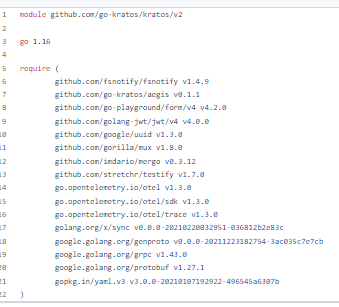 1 module github.com/go-kratos/kratos/v2
2
3 go 1.16
4
5 require (
6 github.com/fsnotify/fsnotify v1.4.9
7 github.com/go-kratos/aegis v0.1.1
8 github.com/go-playground/form/v4 v4.2.0
9 github.com/golang-jwt/jwt/v4 v4.0.0
10 github.com/google/uuid v1.3.0
11 github.com/gorilla/mux v1.8.0
12 github.com/imdario/mergo v0.3.12
13 github.com/stretchr/testify v1.7.0
14 go.opentelemetry.io/otel v1.3.0
15 go.opentelemetry.io/otel/sdk v1.3.0
16 go.opentelemetry.io/otel/trace v1.3.0
17 golang.org/x/sync v0.0.0-20210220032951-036812b2e83c
18 google.golang.org/genproto v0.0.0-20211223182754-3ac035c7e7cb
19 google.golang.org/grpc v1.43.0
20 google.golang.org/protobuf v1.27.1
21 gopkg.in/yaml.v3 v3.0.0-20210107192922-496545a6307b
22 )